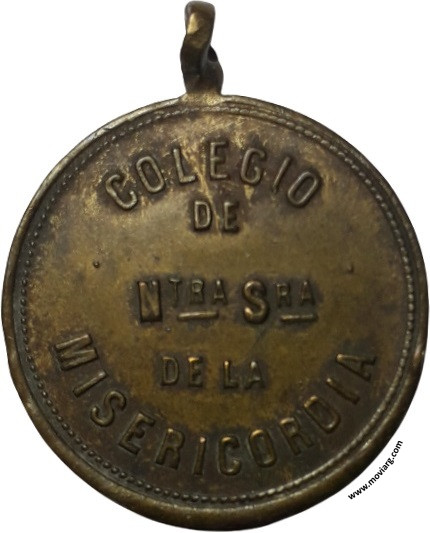 COLEGIO
DE
NTRA SRA
DE LA
MISERICORDIA
www.moviarg.com